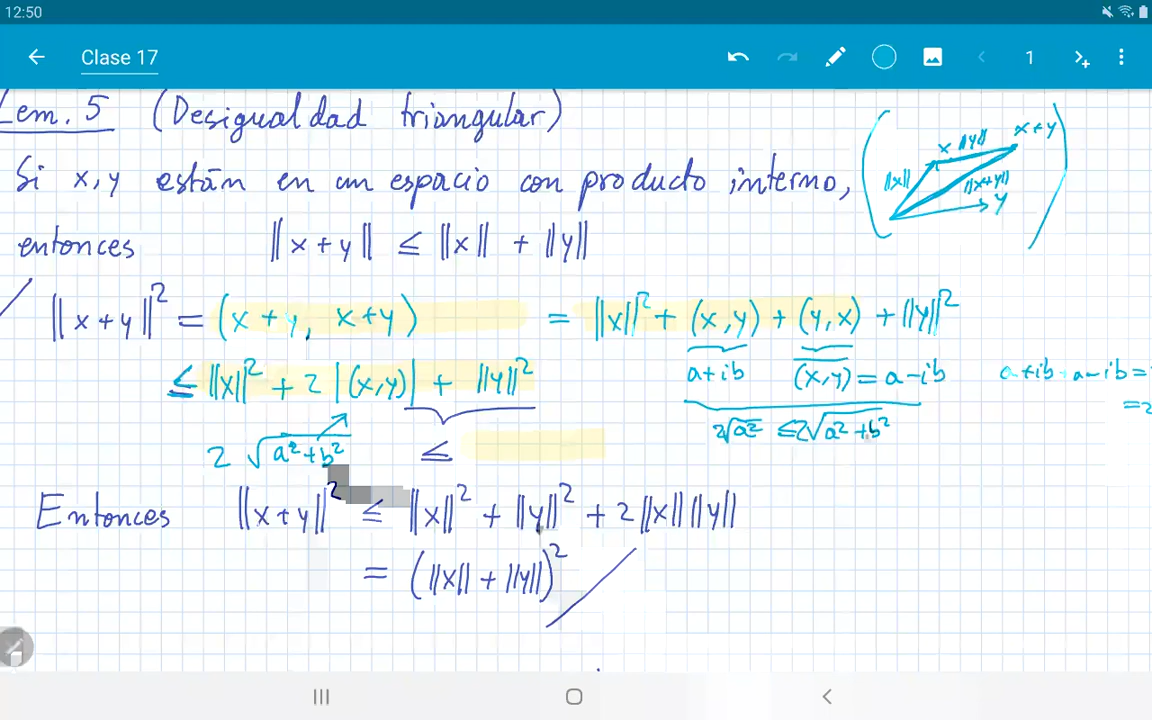 12:50
Clase 17
1
Lem. 5 (Desigualdad triangular)
Si x, y están en un espacio con producto interno,
entonces ||x+y|| ≤ ||x|| + ||y||
x ||y|| x+y
||x|| ||x+y||
y
||x+y||² = (x+y, x+y) = ||x||² + (x,y) + (y,x) + ||y||²
≤ ||x||² + 2|(x,y)| + ||y||²
a+ib (x,y) = a-ib a+ib+a-ib=
2√a² ≤ 2√a²+b²
2 √a²+b² ≤
Entonces ||x+y||² ≤ ||x||² + ||y||² + 2||x|| ||y||
= (||x|| + ||y||)²